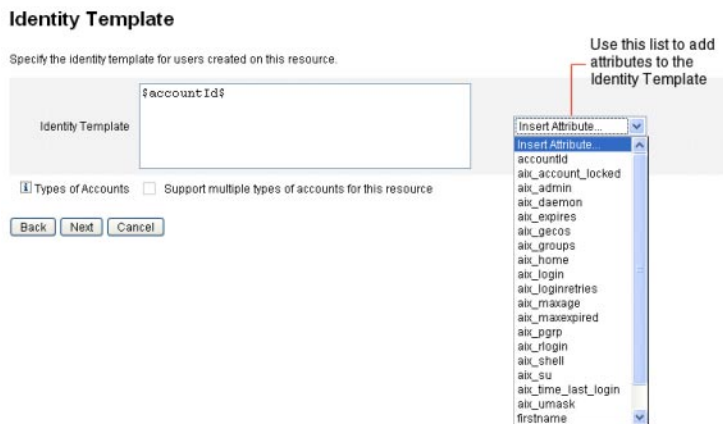 Identity Template
Specify the identity template for users created on this resource.
Use this list to add
attributes to the
Identity Template
Identity Template
$accountId$
Insert Attribute...
Insert Attribute...
accountId
aix_account_locked
aix_admin
aix_daemon
aix_expires
aix_gecos
aix_groups
aix_home
aix_login
aix_loginretries
aix_maxage
aix_maxexpired
aix_pgrp
aix_rlogin
aix_shell
aix_su
aix_time_last_login
aix_umask
firstname
i Types of Accounts
Support multiple types of accounts for this resource
Back Next Cancel